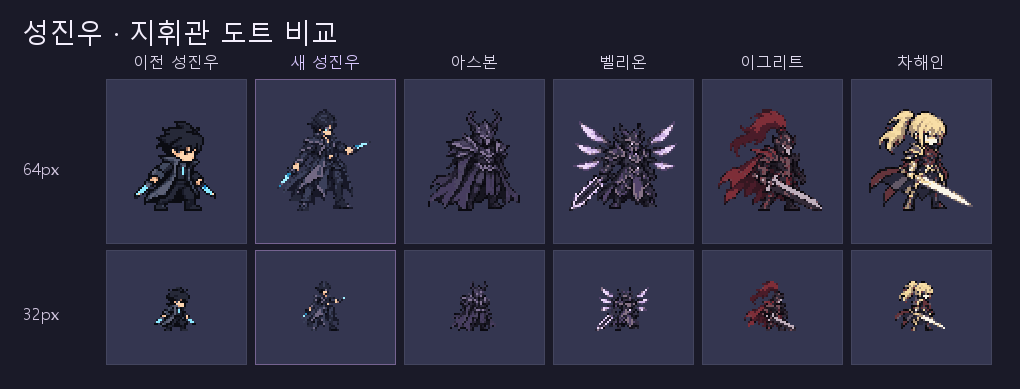 성진우 · 지휘관 도트 비교
이전 성진우 새 성진우 아스본 벨리온 이그리트 차해인
64px
32px